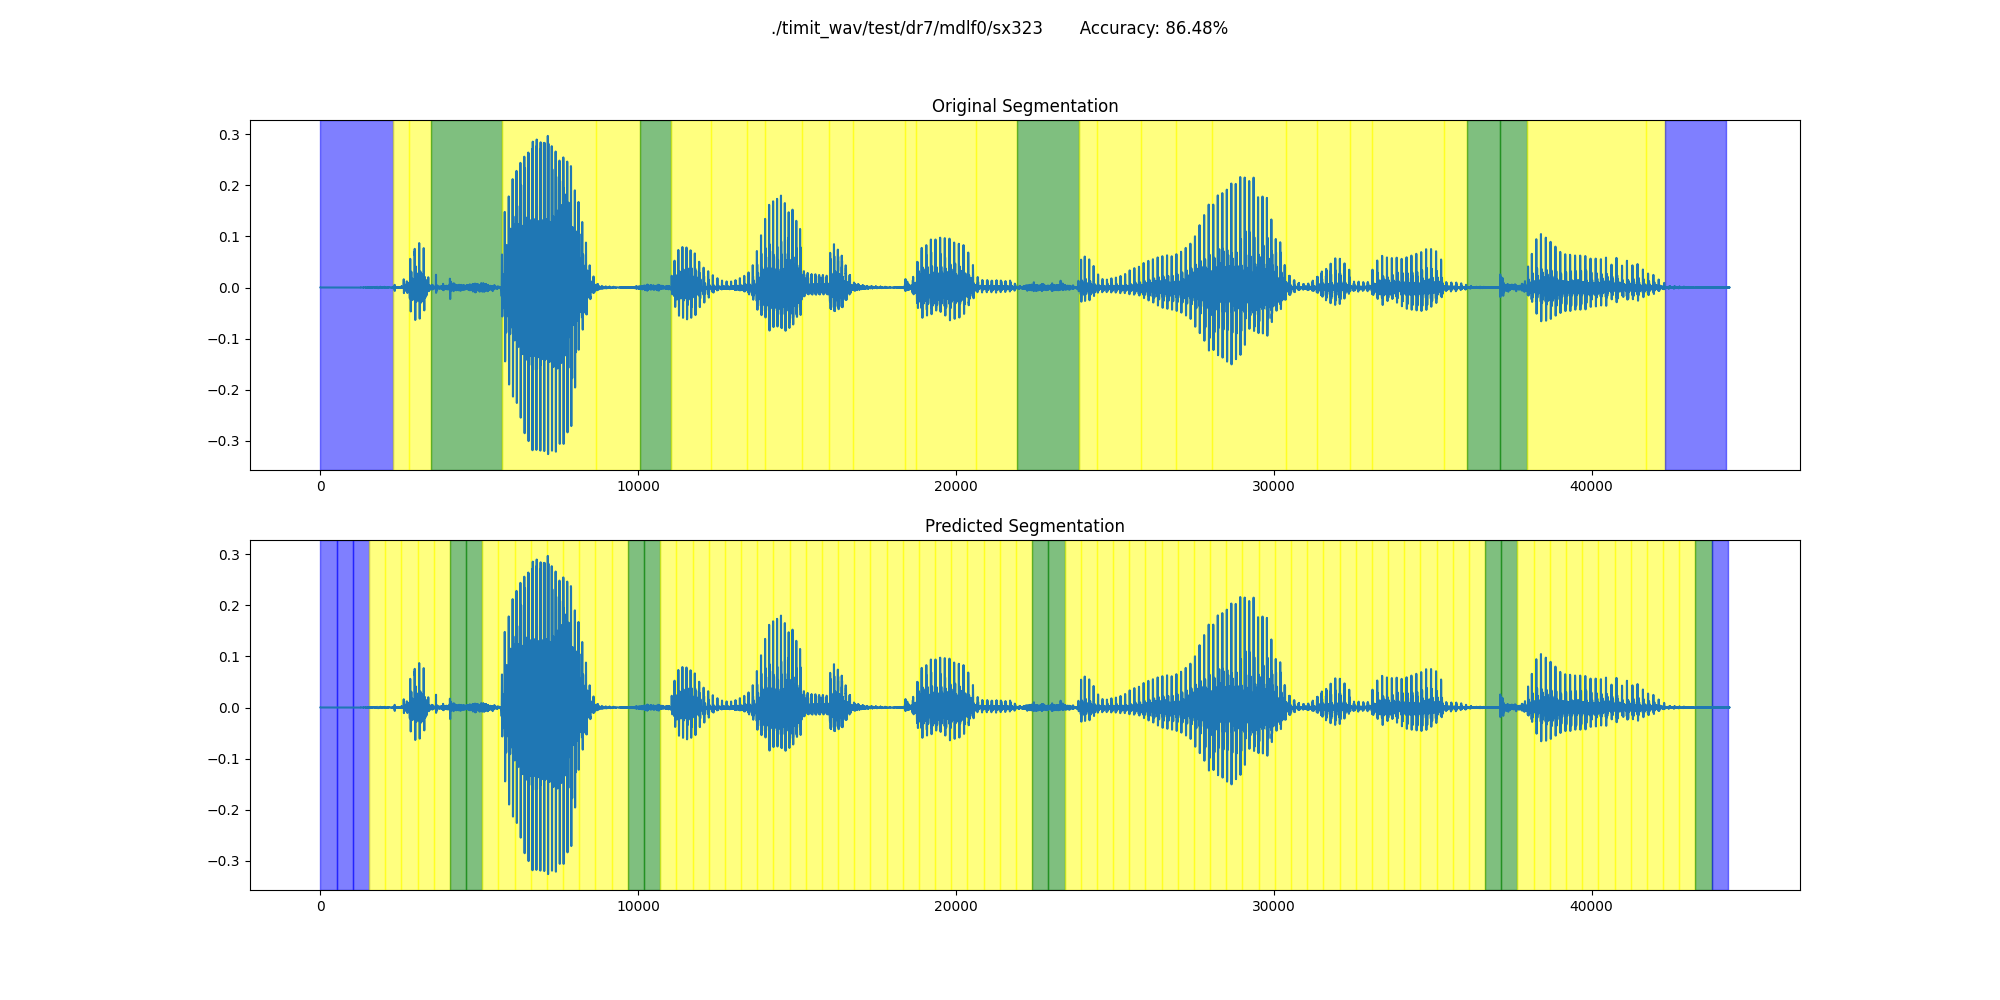 ./timit_wav/test/dr7/mdlf0/sx323 Accuracy: 86.48%
Original Segmentation
0.3
0.2
0.1
0.0
−0.1
−0.2
−0.3
0 10000 20000 30000 40000
Predicted Segmentation
0.3
0.2
0.1
0.0
−0.1
−0.2
−0.3
0 10000 20000 30000 40000